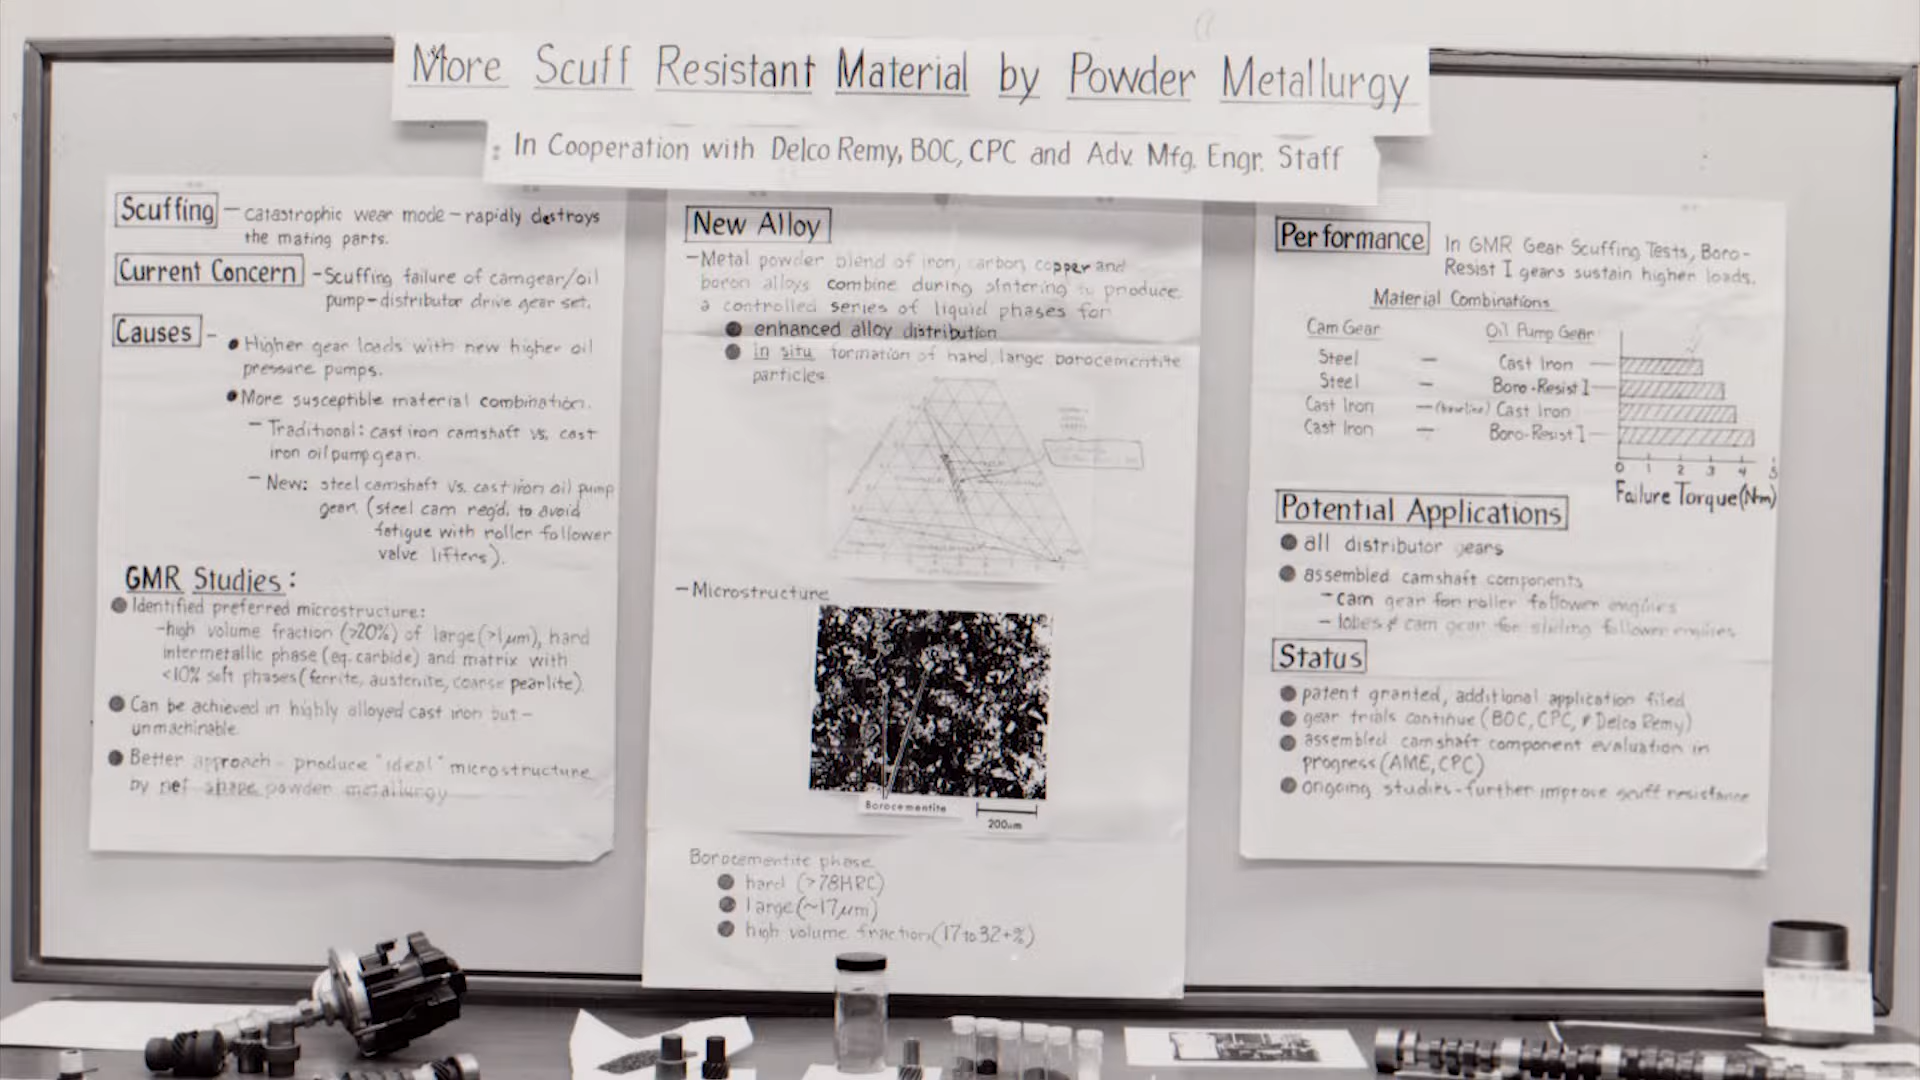 More Scuff Resistant Material by Powder Metallurgy
: In Cooperation with Delco Remy, BOC, CPC and Adv. Mfg. Engr. Staff
Scuffing - catastrophic wear mode - rapidly destroys
the mating parts.
Current Concern - Scuffing failure of camgear/oil
pump-distributor drive gear set.
Causes -
● Higher gear loads with new higher oil
pressure pumps.
● More susceptible material combination.
- Traditional: cast iron camshaft vs. cast
iron oil pump gear.
- New: steel camshaft vs. cast iron oil pump
gear. (steel cam req'd. to avoid
fatigue with roller follower
valve lifters).
GMR Studies:
● Identified preferred microstructure:
-high volume fraction (>20%) of large (>1μm), hard
intermetallic phase (eq. carbide) and matrix with
<10% soft phases (ferrite, austenite, coarse pearlite).
● Can be achieved in highly alloyed cast iron but -
unmachinable.
● Better approach - produce "ideal" microstructure
by net shape powder metallurgy
New Alloy
- Metal powder blend of iron, carbon, copper and
boron alloys combine during sintering to produce
a controlled series of liquid phases for
● enhanced alloy distribution
● in situ formation of hard, large borocementite
particles
- Microstructure
Borocementite
200μm
Borocementite phase
● hard (>78HRC)
● large (~17μm)
● high volume fraction (17 to 32+%)
Performance In GMR Gear Scuffing Tests, Boro-
Resist I gears sustain higher loads.
Material Combinations
Cam Gear Oil Pump Gear
Steel - Cast Iron
Steel - Boro-Resist I
Cast Iron - (baseline) Cast Iron
Cast Iron - Boro-Resist I
0 1 2 3 4 5
Failure Torque (N·m)
Potential Applications
● all distributor gears
● assembled camshaft components
- cam gear for roller follower engines
- lobes & cam gear for sliding follower engines
Status
● patent granted, additional application filed
● gear trials continue (BOC, CPC, & Delco Remy)
● assembled camshaft component evaluation in
progress (AME, CPC)
● ongoing studies - further improve scuff resistance